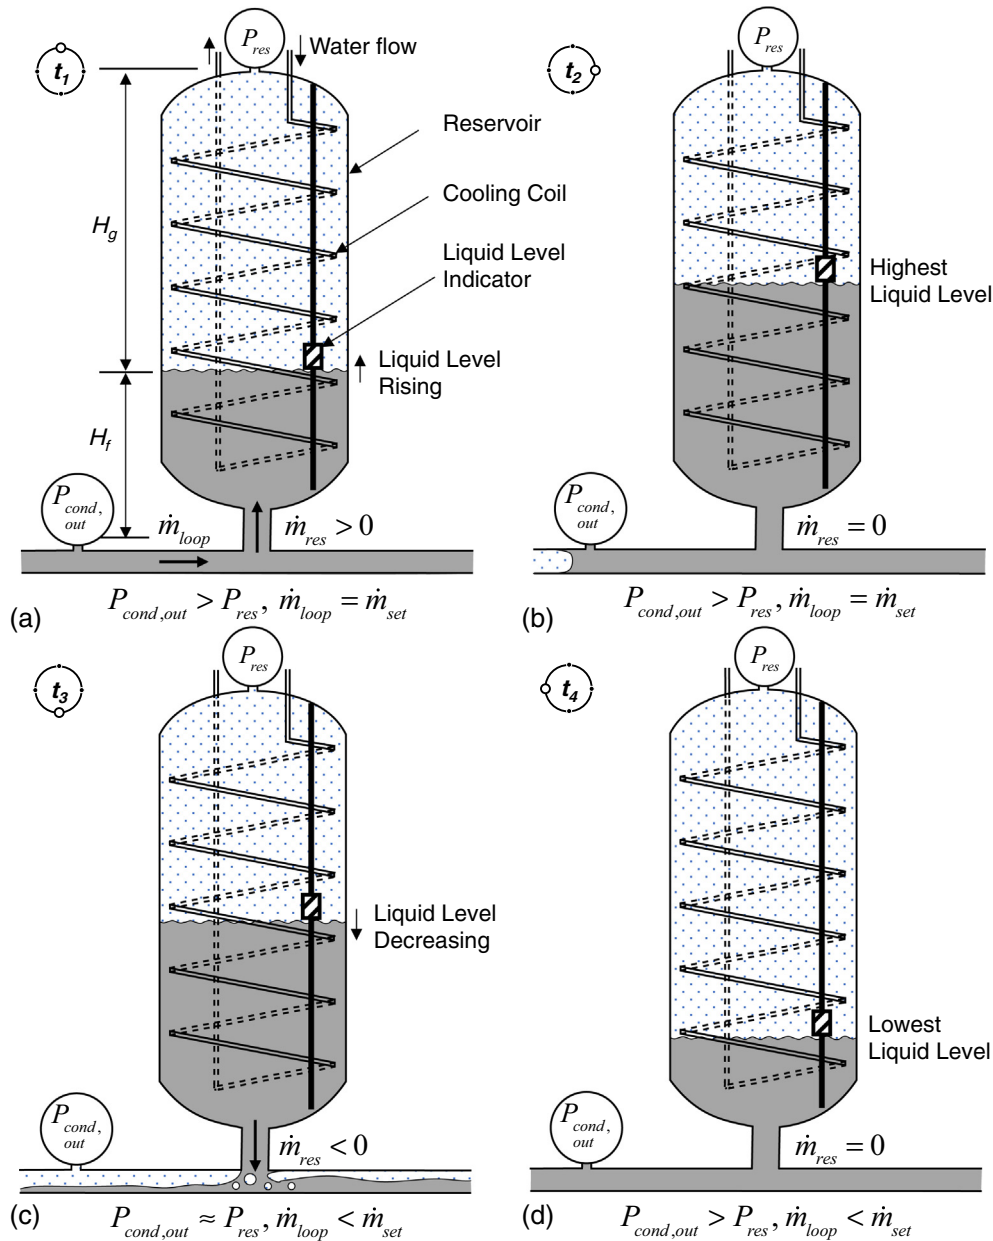 t₁
P_res
Water flow
Reservoir
Cooling Coil
Liquid Level
Indicator
H_g
Liquid Level
Rising
H_f
P_cond, out
ṁ_loop
ṁ_res > 0
(a)
P_cond,out > P_res, ṁ_loop = ṁ_set
t₂
P_res
Highest
Liquid Level
P_cond, out
ṁ_res = 0
(b)
P_cond,out > P_res, ṁ_loop = ṁ_set
t₃
P_res
Liquid Level
Decreasing
P_cond, out
ṁ_res < 0
(c)
P_cond,out ≈ P_res, ṁ_loop < ṁ_set
t₄
P_res
Lowest
Liquid Level
P_cond, out
ṁ_res = 0
(d)
P_cond,out > P_res, ṁ_loop < ṁ_set